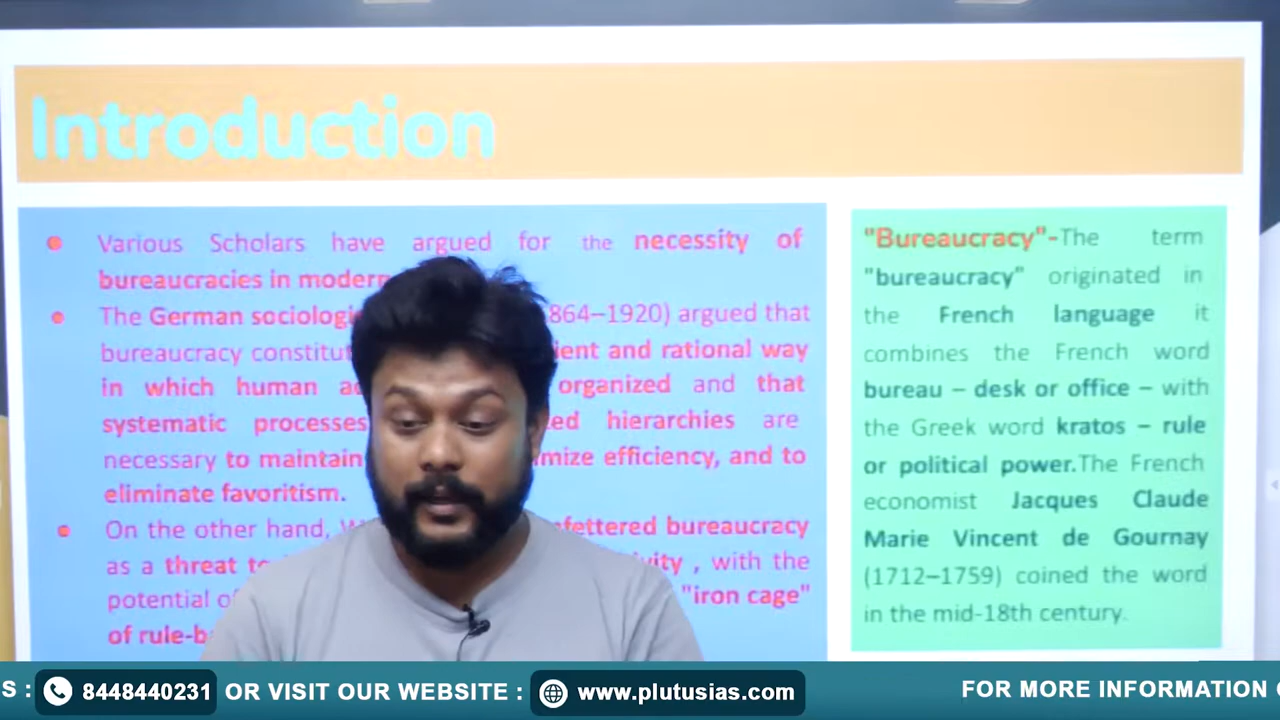 Introduction
Various Scholars have argued for the necessity of
bureaucracies in modern
The German sociologi 864–1920) argued that
bureaucracy constitut ient and rational way
in which human ac organized and that
systematic processes ed hierarchies are
necessary to maintain mize efficiency, and to
eliminate favoritism.
On the other hand, W fettered bureaucracy
as a threat to vity , with the
potential of "iron cage"
of rule-b
"Bureaucracy"-The term
"bureaucracy" originated in
the French language it
combines the French word
bureau – desk or office – with
the Greek word kratos – rule
or political power.The French
economist Jacques Claude
Marie Vincent de Gournay
(1712–1759) coined the word
in the mid-18th century.
S : 8448440231 OR VISIT OUR WEBSITE : www.plutusias.com FOR MORE INFORMATION